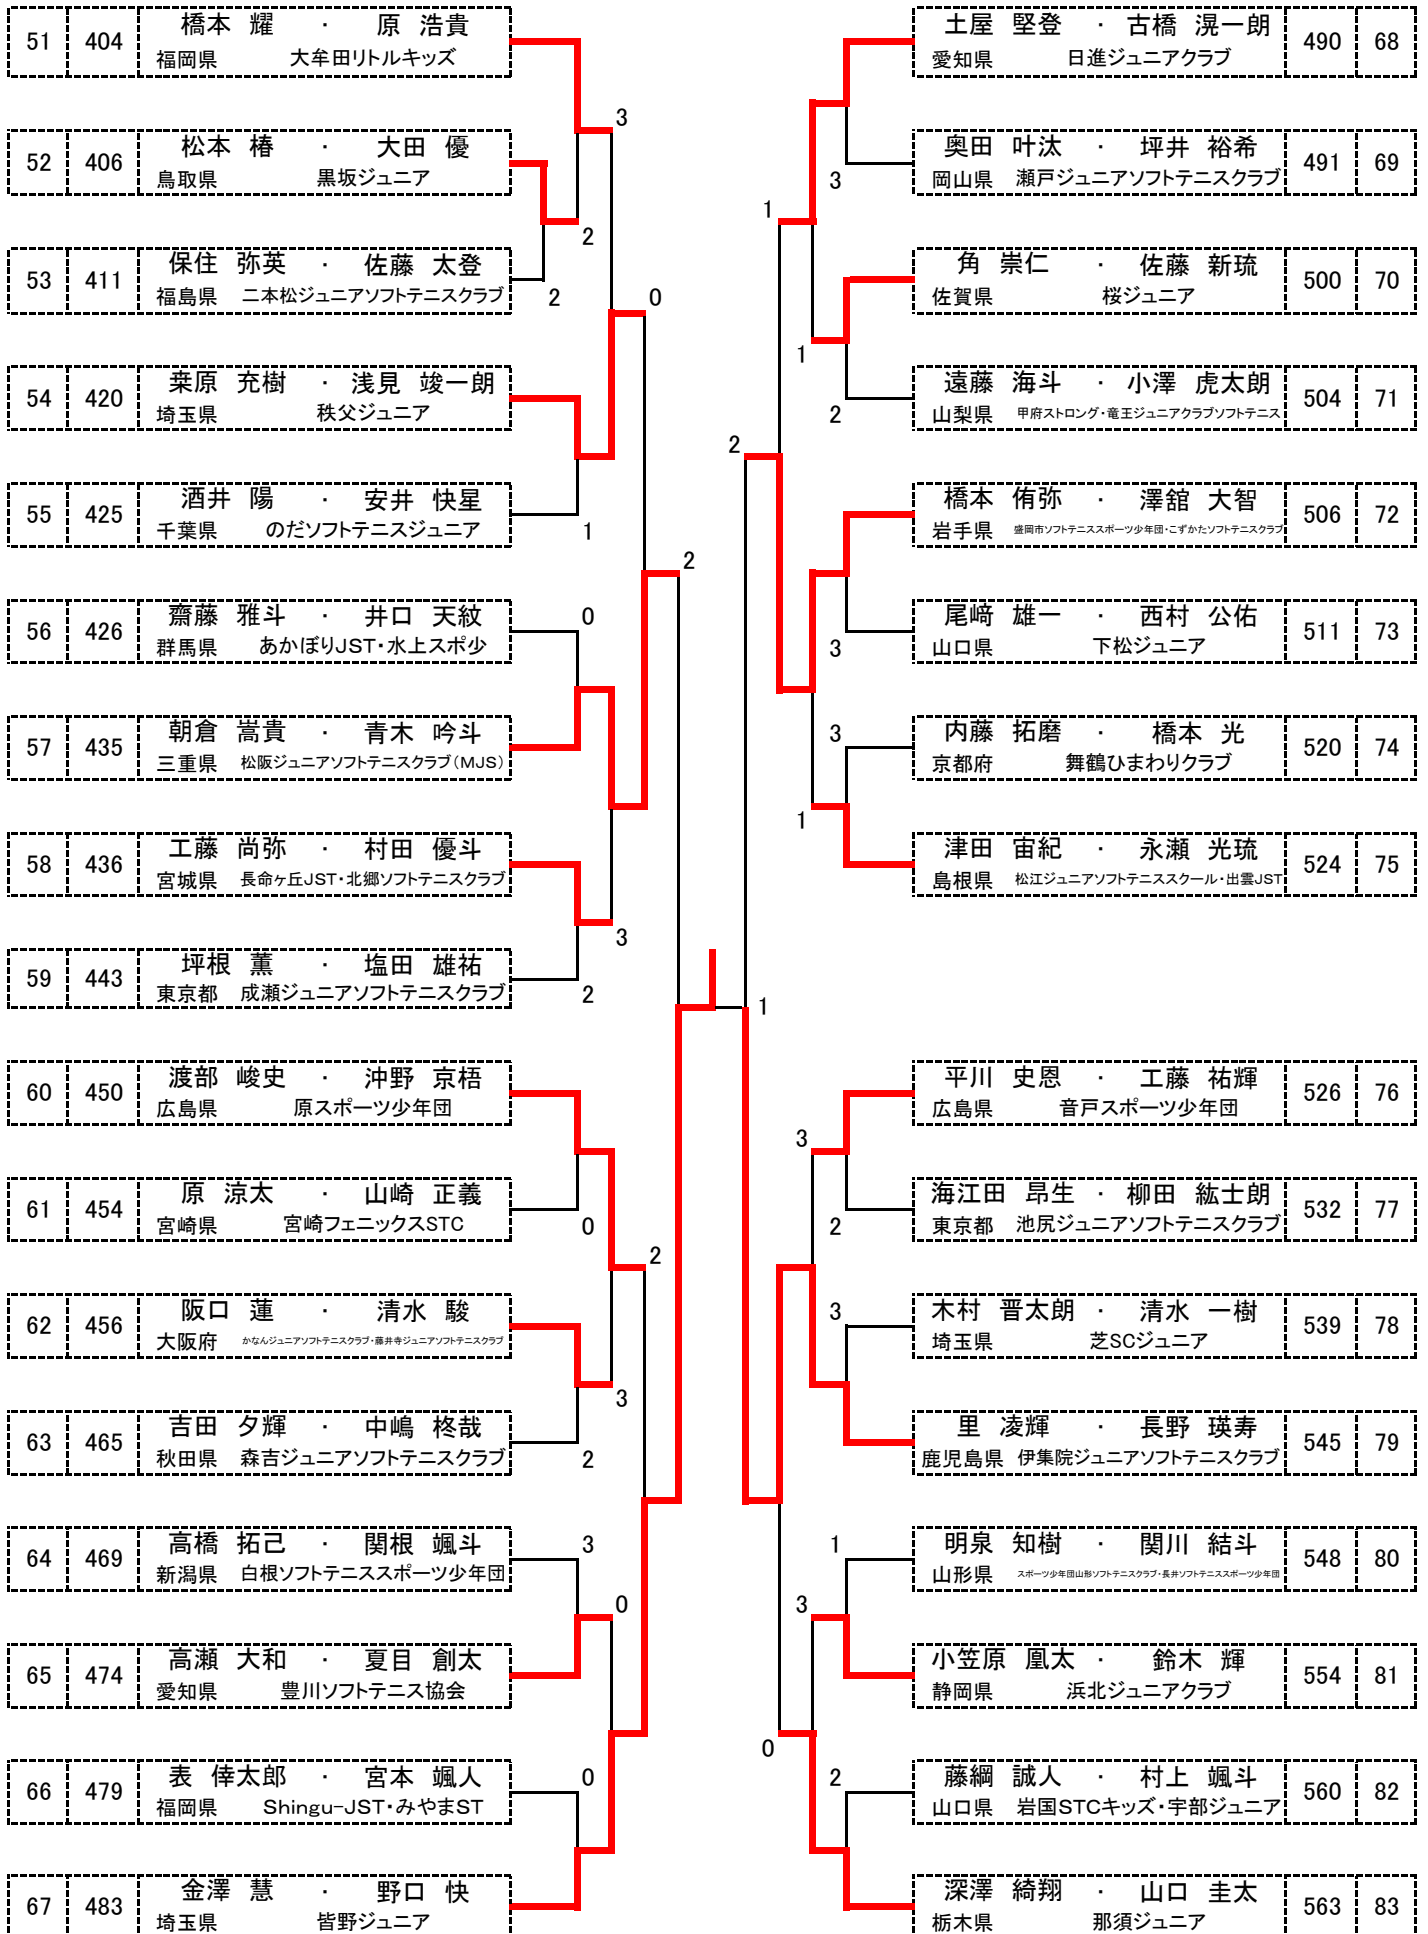 51 404 橋本 耀 ・ 原 浩貴
福岡県 大牟田リトルキッズ
52 406 松本 椿 ・ 大田 優
鳥取県 黒坂ジュニア
53 411 保住 弥英 ・ 佐藤 太登
福島県 二本松ジュニアソフトテニスクラブ
54 420 桒原 充樹 ・ 浅見 竣一朗
埼玉県 秩父ジュニア
55 425 酒井 陽 ・ 安井 快星
千葉県 のだソフトテニスジュニア
56 426 齋藤 雅斗 ・ 井口 天紋
群馬県 あかぼりJST・水上スポ少
57 435 朝倉 嵩貴 ・ 青木 吟斗
三重県 松阪ジュニアソフトテニスクラブ(MJS)
58 436 工藤 尚弥 ・ 村田 優斗
宮城県 長命ヶ丘JST・北郷ソフトテニスクラブ
59 443 坪根 薫 ・ 塩田 雄祐
東京都 成瀬ジュニアソフトテニスクラブ
60 450 渡部 峻史 ・ 沖野 京梧
広島県 原スポーツ少年団
61 454 原 涼太 ・ 山崎 正義
宮崎県 宮崎フェニックスSTC
62 456 阪口 蓮 ・ 清水 駿
大阪府 かなんジュニアソフトテニスクラブ・藤井寺ジュニアソフトテニスクラブ
63 465 吉田 夕輝 ・ 中嶋 柊哉
秋田県 森吉ジュニアソフトテニスクラブ
64 469 高橋 拓己 ・ 関根 颯斗
新潟県 白根ソフトテニススポーツ少年団
65 474 高瀬 大和 ・ 夏目 創太
愛知県 豊川ソフトテニス協会
66 479 表 倖太郎 ・ 宮本 颯人
福岡県 Shingu-JST・みやまST
67 483 金澤 慧 ・ 野口 快
埼玉県 皆野ジュニア
3
2
2
0
1
2
0
3
2
0
2
3
2
3
0
0
土屋 堅登 ・ 古橋 滉一朗 490 68
愛知県 日進ジュニアクラブ
奥田 叶汰 ・ 坪井 裕希 491 69
岡山県 瀬戸ジュニアソフトテニスクラブ
角 崇仁 ・ 佐藤 新琉 500 70
佐賀県 桜ジュニア
遠藤 海斗 ・ 小澤 虎太朗 504 71
山梨県 甲府ストロング・竜王ジュニアクラブソフトテニス
橋本 侑弥 ・ 澤舘 大智 506 72
岩手県 盛岡市ソフトテニススポーツ少年団・こずかたソフトテニスクラブ
尾﨑 雄一 ・ 西村 公佑 511 73
山口県 下松ジュニア
内藤 拓磨 ・ 橋本 光 520 74
京都府 舞鶴ひまわりクラブ
津田 宙紀 ・ 永瀬 光琉 524 75
島根県 松江ジュニアソフトテニススクール・出雲JST
平川 史恩 ・ 工藤 祐輝 526 76
広島県 音戸スポーツ少年団
海江田 昂生 ・ 柳田 紘士朗 532 77
東京都 池尻ジュニアソフトテニスクラブ
木村 晋太朗 ・ 清水 一樹 539 78
埼玉県 芝SCジュニア
里 凌輝 ・ 長野 瑛寿 545 79
鹿児島県 伊集院ジュニアソフトテニスクラブ
明泉 知樹 ・ 関川 結斗 548 80
山形県 スポーツ少年団山形ソフトテニスクラブ・長井ソフトテニススポーツ少年団
小笠原 凰太 ・ 鈴木 輝 554 81
静岡県 浜北ジュニアクラブ
藤綱 誠人 ・ 村上 颯斗 560 82
山口県 岩国STCキッズ・宇部ジュニア
深澤 綺翔 ・ 山口 圭太 563 83
栃木県 那須ジュニア
3
1
1
2
2
3
3
1
1
3
2
3
1
3
0
2